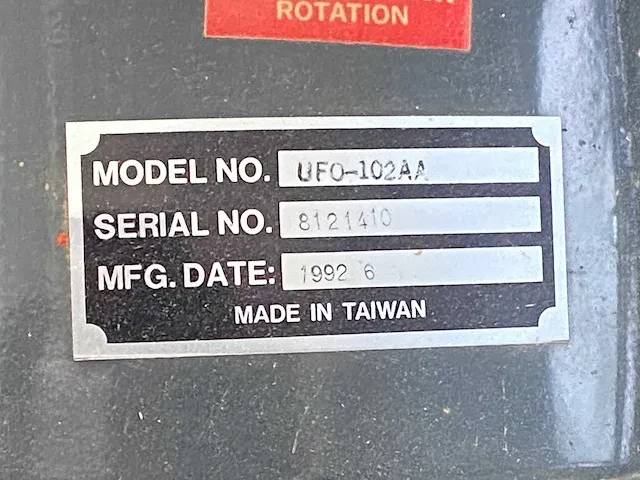 ROTATION
MODEL NO. UFO-102AA
SERIAL NO. 8121410
MFG. DATE: 1992 6
MADE IN TAIWAN